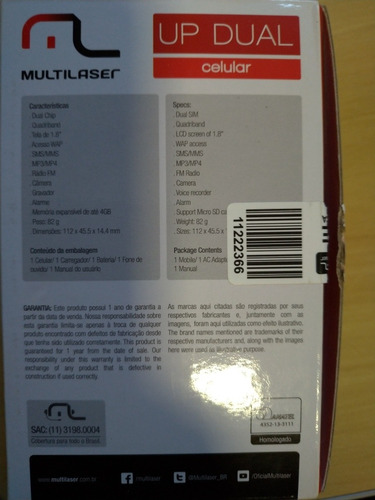 MULTILASER
UP DUAL
celular
Características
Dual Chip
Quadriband
Tela de 1.8"
Acesso WAP
SMS/MMS
MP3/MP4
Rádio FM
Câmera
Gravador
Alarme
Memória expansível de até 4GB
Peso: 82 g
Dimensões: 112 x 45.5 x 14.4 mm
Conteúdo da embalagem
1 Celular/ 1 Carregador/ 1 Bateria/ 1 Fone de
ouvido/ 1 Manual do usuário
Specs:
Dual SIM
Quadriband
LCD screen of 1.8"
WAP access
SMS/MMS
MP3/MP4
FM Radio
Camera
Voice recorder
Alarm
Support Micro SD ca
Weight: 82 g
Sizes: 112 x 45.5 x
Package Contents
1 Mobile/ 1 AC Adapt
1 Manual
11222366
GARANTIA: Este produto possui 1 ano de garantia a
partir da data de venda. Nossa responsabilidade sobre
esta garantia limita-se apenas à troca de qualquer
produto encontrado com defeitos de fabricação desde
que tenha sido utilizado corretamente. This product is
guaranteed for 1 year from the date of sale. Our
responsibility under this warranty is limited to the
exchange of any product that is defective in
construction if used correctly.
As marcas aqui citadas são registradas por seus
respectivos fabricantes e, juntamente com as
imagens, foram aqui utilizadas como efeito ilustrativo.
The brand names mentioned are trademarks of their
respective manufacturers and, along with the images
here were used as illustrative purpose.
SAC: (11) 3198.0004
Cobertura para todo o Brasil
ANATEL
4352-13-3111
Homologado
www.multilaser.com.br
/multilaser
@Multilaser_BR
/OficialMultilaser